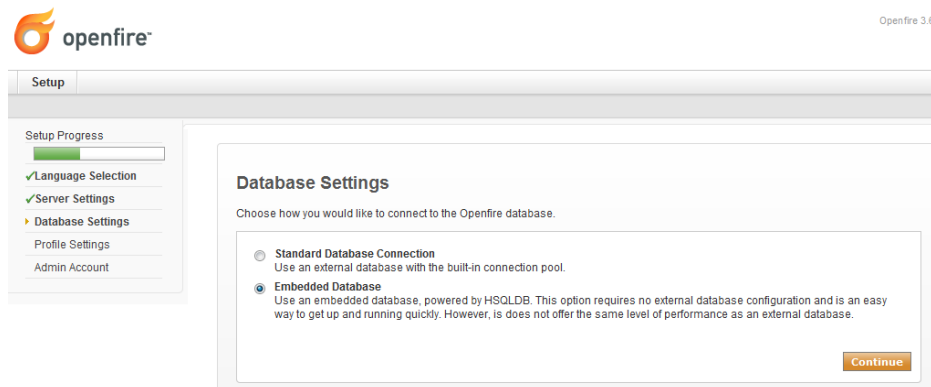 openfire™
Openfire 3.6
Setup
Setup Progress
✓Language Selection
✓Server Settings
Database Settings
Profile Settings
Admin Account
Database Settings
Choose how you would like to connect to the Openfire database.
Standard Database Connection
Use an external database with the built-in connection pool.
Embedded Database
Use an embedded database, powered by HSQLDB. This option requires no external database configuration and is an easy
way to get up and running quickly. However, is does not offer the same level of performance as an external database.
Continue